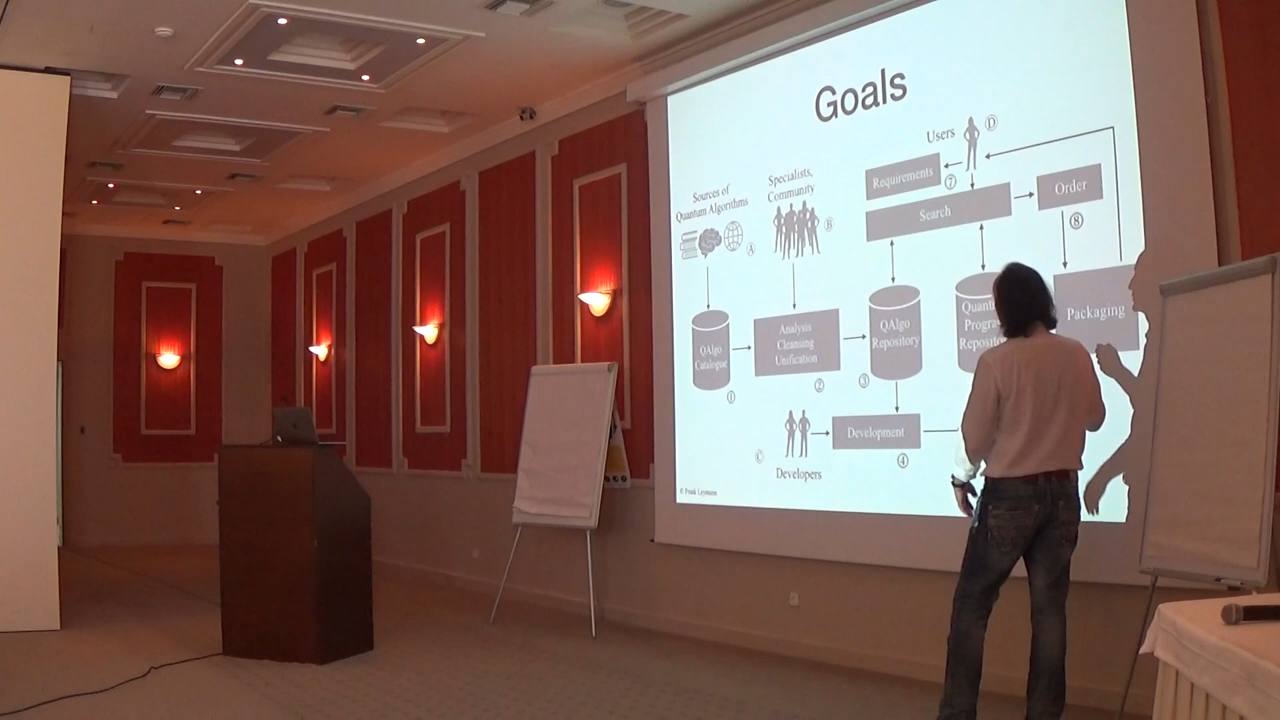 Goals
Users
D
Requirements
7
Search
Order
8
Sources of
Quantum Algorithms
A
Specialists,
Community
B
QAlgo
Catalogue
1
Analysis
Cleansing
Unification
2
QAlgo
Repository
3
Packaging
C
Developers
Development
4
© Frank Leymann